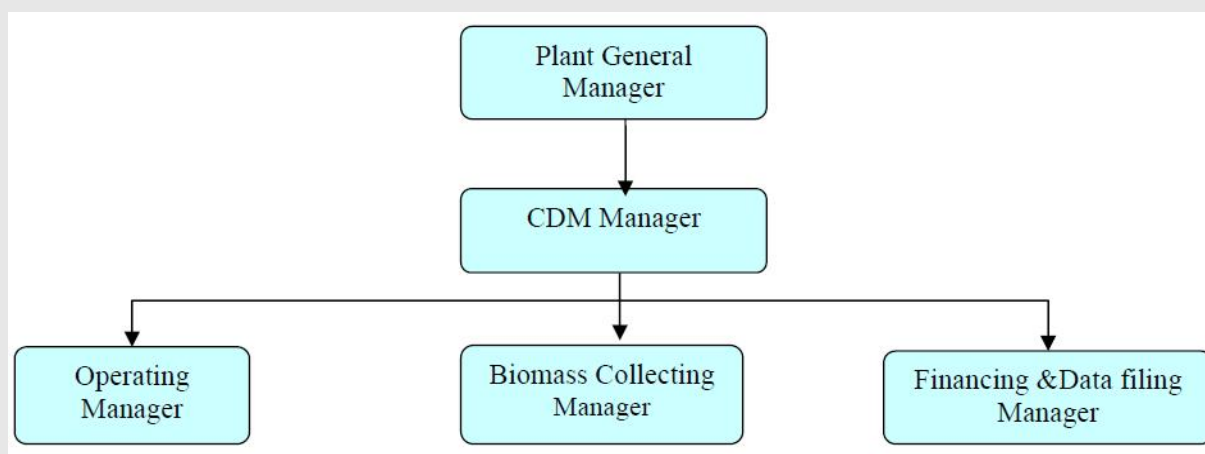 Plant General
Manager
CDM Manager
Operating
Manager
Biomass Collecting
Manager
Financing &Data filing
Manager